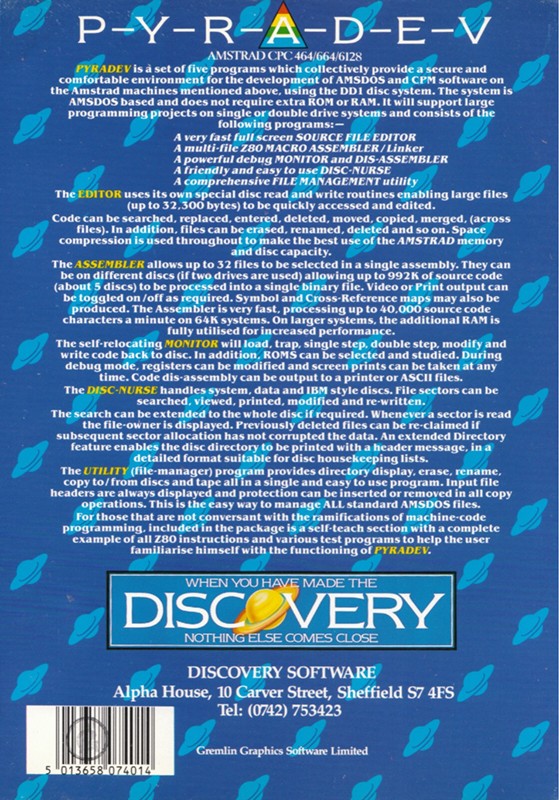 P-Y-R-A-D-E-V
AMSTRAD CPC 464/664/6128
PYRADEV is a set of five programs which collectively provide a secure and
comfortable environment for the development of AMSDOS and CPM software on
the Amstrad machines mentioned above, using the DD1 disc system. The system is
AMSDOS based and does not require extra ROM or RAM. It will support large
programming projects on single or double drive systems and consists of the
following programs:—
A very fast full screen SOURCE FILE EDITOR
A multi-file Z80 MACRO ASSEMBLER/Linker
A powerful debug MONITOR and DIS-ASSEMBLER
A friendly and easy to use DISC-NURSE
A comprehensive FILE MANAGEMENT utility
The EDITOR uses its own special disc read and write routines enabling large files
(up to 32,300 bytes) to be quickly accessed and edited.
Code can be searched, replaced, entered, deleted, moved, copied, merged, (across
files). In addition, files can be erased, renamed, deleted and so on. Space
compression is used throughout to make the best use of the AMSTRAD memory
and disc capacity.
The ASSEMBLER allows up to 32 files to be selected in a single assembly. They can
be on different discs (if two drives are used) allowing up to 992K of source code
(about 5 discs) to be processed into a single binary file. Video or Print output can
be toggled on/off as required. Symbol and Cross-Reference maps may also be
produced. The Assembler is very fast, processing up to 40,000 source code
characters a minute on 64K systems. On larger systems, the additional RAM is
fully utilised for increased performance.
The self-relocating MONITOR will load, trap, single step, double step, modify and
write code back to disc. In addition, ROMS can be selected and studied. During
debug mode, registers can be modified and screen prints can be taken at any
time. Code dis-assembly can be output to a printer or ASCII files.
The DISC-NURSE handles system, data and IBM style discs. File sectors can be
searched, viewed, printed, modified and re-written.
The search can be extended to the whole disc if required. Whenever a sector is read
the file-owner is displayed. Previously deleted files can be re-claimed if
subsequent sector allocation has not corrupted the data. An extended Directory
feature enables the disc directory to be printed with a header message, in a
detailed format suitable for disc housekeeping lists.
The UTILITY (file-manager) program provides directory display, erase, rename,
copy to/from discs and tape all in a single and easy to use program. Input file
headers are always displayed and protection can be inserted or removed in all copy
operations. This is the easy way to manage ALL standard AMSDOS files.
For those that are not conversant with the ramifications of machine-code
programming, included in the package is a self-teach section with a complete
example of all Z80 instructions and various test programs to help the user
familiarise himself with the functioning of PYRADEV.
WHEN YOU HAVE MADE THE
DISCOVERY
NOTHING ELSE COMES CLOSE
DISCOVERY SOFTWARE
Alpha House, 10 Carver Street, Sheffield S7 4FS
Tel: (0742) 753423
Gremlin Graphics Software Limited
5 013658 074014